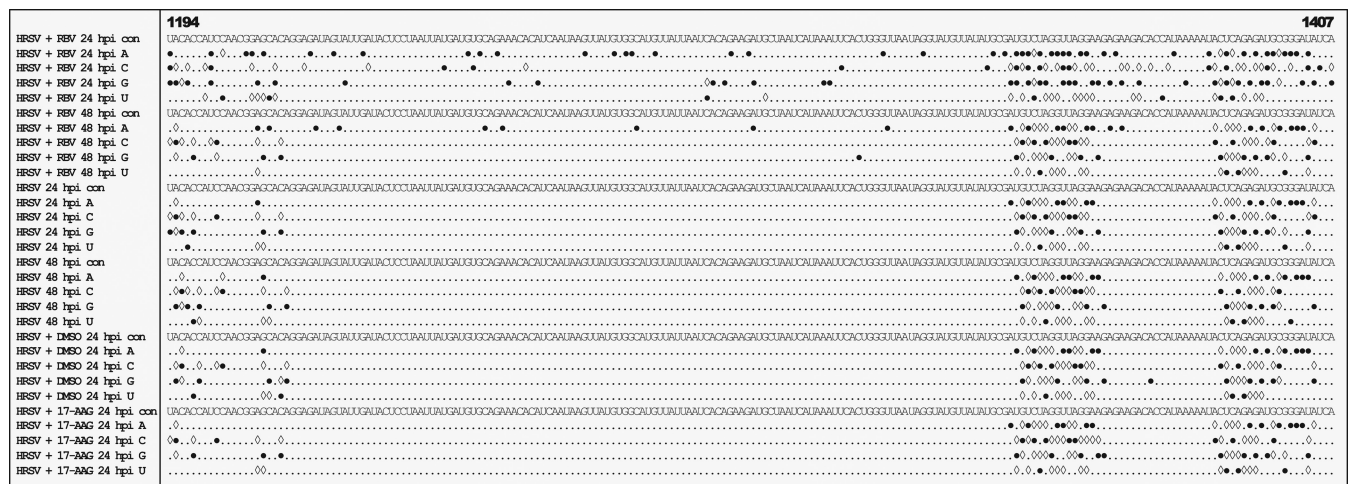 1194 1407
HRSV + RBV 24 hpi con UACACCAUCCAACGGAGCACAGGAGAUAGUAUUGAUACUCCUAAUUAUGAUGUGCAGAAACACAUCAAUAAGUUAUGUGGCAUGUUAUUAAUCACAGAAGAUGCUAAUCAUAAAUUCACUGGGUUAAUAGGUAUGUUAUAUGCGAUGUCUAGGUUAGGAAGAGAAGACACCAUAAAAAUACUCAGAGAUGCGGGAUAUCA
HRSV + RBV 24 hpi A
HRSV + RBV 24 hpi C
HRSV + RBV 24 hpi G
HRSV + RBV 24 hpi U
HRSV + RBV 48 hpi con UACACCAUCCAACGGAGCACAGGAGAUAGUAUUGAUACUCCUAAUUAUGAUGUGCAGAAACACAUCAAUAAGUUAUGUGGCAUGUUAUUAAUCACAGAAGAUGCUAAUCAUAAAUUCACUGGGUUAAUAGGUAUGUUAUAUGCGAUGUCUAGGUUAGGAAGAGAAGACACCAUAAAAAUACUCAGAGAUGCGGGAUAUCA
HRSV + RBV 48 hpi A
HRSV + RBV 48 hpi C
HRSV + RBV 48 hpi G
HRSV + RBV 48 hpi U
HRSV 24 hpi con UACACCAUCCAACGGAGCACAGGAGAUAGUAUUGAUACUCCUAAUUAUGAUGUGCAGAAACACAUCAAUAAGUUAUGUGGCAUGUUAUUAAUCACAGAAGAUGCUAAUCAUAAAUUCACUGGGUUAAUAGGUAUGUUAUAUGCGAUGUCUAGGUUAGGAAGAGAAGACACCAUAAAAAUACUCAGAGAUGCGGGAUAUCA
HRSV 24 hpi A
HRSV 24 hpi C
HRSV 24 hpi G
HRSV 24 hpi U
HRSV 48 hpi con UACACCAUCCAACGGAGCACAGGAGAUAGUAUUGAUACUCCUAAUUAUGAUGUGCAGAAACACAUCAAUAAGUUAUGUGGCAUGUUAUUAAUCACAGAAGAUGCUAAUCAUAAAUUCACUGGGUUAAUAGGUAUGUUAUAUGCGAUGUCUAGGUUAGGAAGAGAAGACACCAUAAAAAUACUCAGAGAUGCGGGAUAUCA
HRSV 48 hpi A
HRSV 48 hpi C
HRSV 48 hpi G
HRSV 48 hpi U
HRSV + DMSO 24 hpi con UACACCAUCCAACGGAGCACAGGAGAUAGUAUUGAUACUCCUAAUUAUGAUGUGCAGAAACACAUCAAUAAGUUAUGUGGCAUGUUAUUAAUCACAGAAGAUGCUAAUCAUAAAUUCACUGGGUUAAUAGGUAUGUUAUAUGCGAUGUCUAGGUUAGGAAGAGAAGACACCAUAAAAAUACUCAGAGAUGCGGGAUAUCA
HRSV + DMSO 24 hpi A
HRSV + DMSO 24 hpi C
HRSV + DMSO 24 hpi G
HRSV + DMSO 24 hpi U
HRSV + 17-AAG 24 hpi con UACACCAUCCAACGGAGCACAGGAGAUAGUAUUGAUACUCCUAAUUAUGAUGUGCAGAAACACAUCAAUAAGUUAUGUGGCAUGUUAUUAAUCACAGAAGAUGCUAAUCAUAAAUUCACUGGGUUAAUAGGUAUGUUAUAUGCGAUGUCUAGGUUAGGAAGAGAAGACACCAUAAAAAUACUCAGAGAUGCGGGAUAUCA
HRSV + 17-AAG 24 hpi A
HRSV + 17-AAG 24 hpi C
HRSV + 17-AAG 24 hpi G
HRSV + 17-AAG 24 hpi U